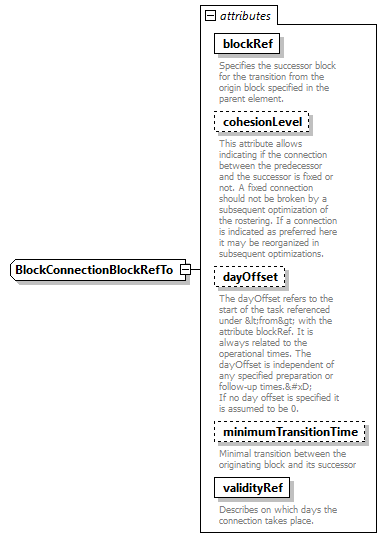 attributes
blockRef
Specifies the successor block
for the transition from the
origin block specified in the
parent element.
cohesionLevel
This attribute allows
indicating if the connection
between the predecessor
and the successor is fixed or
not. A fixed connection
should not be broken by a
subsequent optimization of
the rostering. If a connection
is indicated as preferred here
it may be reorganized in
subsequent optimizations.
BlockConnectionBlockRefTo
dayOffset
The dayOffset refers to the
start of the task referenced
under &lt;from&gt; with the
attribute blockRef. It is
always related to the
operational times. The
dayOffset is independent of
any specified preparation or
follow-up times.&#xD;
If no day offset is specified it
is assumed to be 0.
minimumTransitionTime
Minimal transition between the
originating block and its successor
validityRef
Describes on which days the
connection takes place.